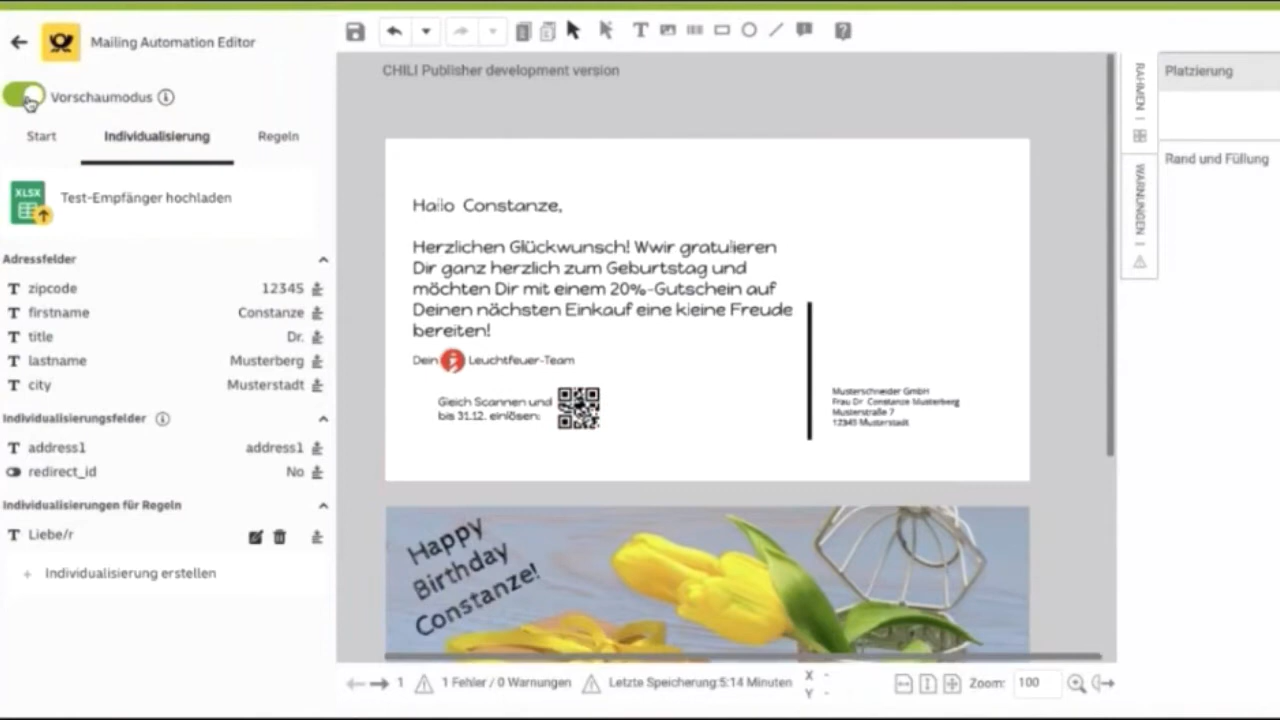 Mailing Automation Editor
Vorschaumodus
Start Individualisierung Regeln
XLSX
Test-Empfänger hochladen
Adressfelder
zipcode 12345
firstname Constanze
title Dr.
lastname Musterberg
city Musterstadt
Individualisierungsfelder
address1 address1
redirect_id No
Individualisierungen für Regeln
Liebe/r
+ Individualisierung erstellen
CHILI Publisher development version
Hallo Constanze,
Herzlichen Glückwunsch! Wwir gratulieren
Dir ganz herzlich zum Geburtstag und
möchten Dir mit einem 20%-Gutschein auf
Deinen nächsten Einkauf eine kleine Freude
bereiten!
Dein Leuchtfeuer-Team
Gleich Scannen und
bis 31.12. einlösen:
Musterschneider GmbH
Frau Dr. Constanze Musterberg
Musterstraße 7
12345 Musterstadt
Happy
Birthday
Constanze!
1 1 Fehler / 0 Warnungen Letzte Speicherung:5:14 Minuten X - Y - Zoom: 100
RAHMEN
WARNUNGEN
Platzierung
Rand und Füllung